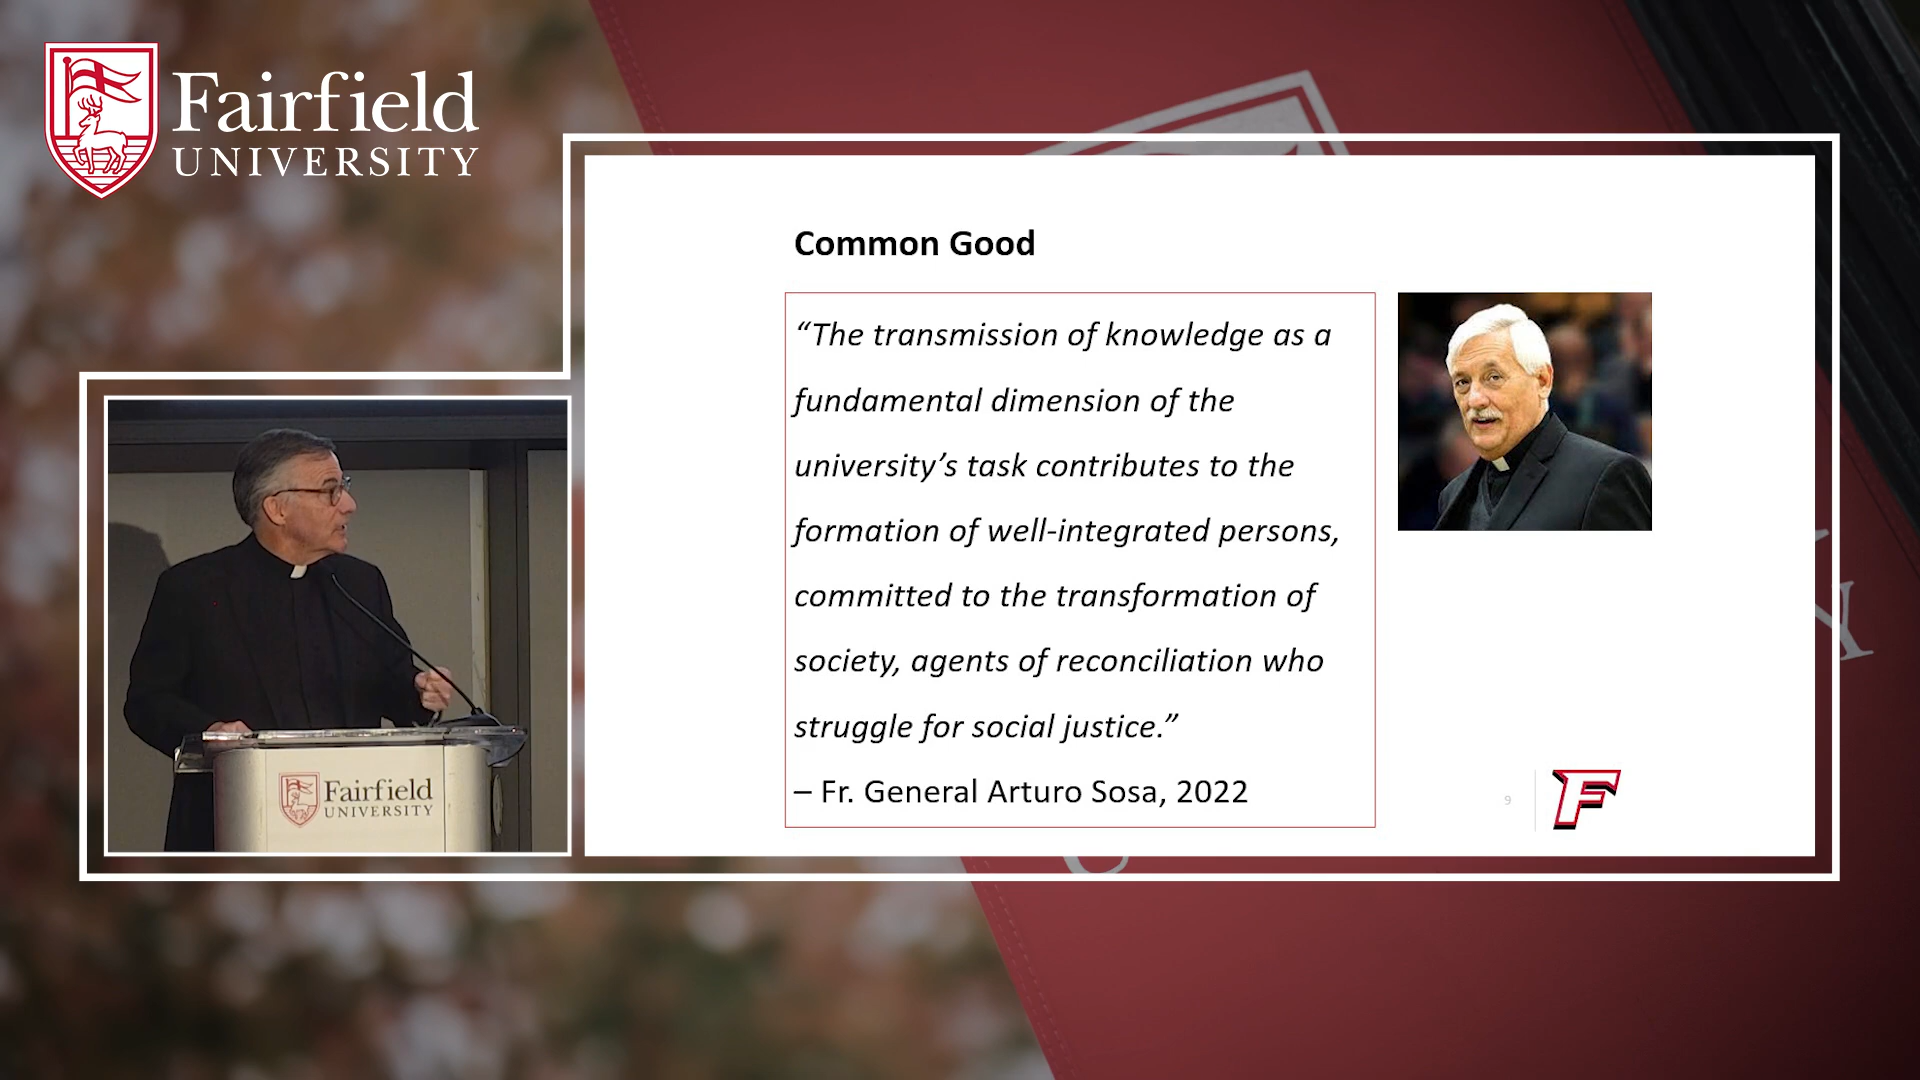 Fairfield
UNIVERSITY
Common Good
“The transmission of knowledge as a
fundamental dimension of the
university’s task contributes to the
formation of well-integrated persons,
committed to the transformation of
society, agents of reconciliation who
struggle for social justice.”
– Fr. General Arturo Sosa, 2022
9
F
Fairfield
UNIVERSITY